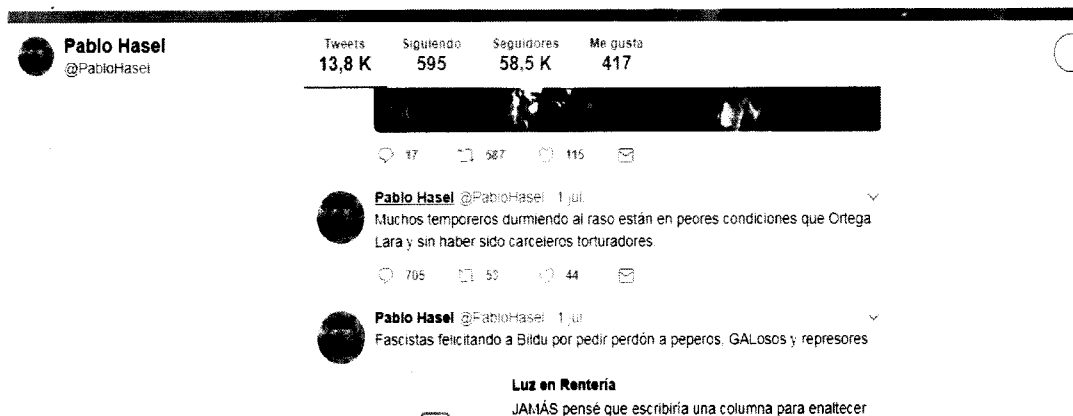 Pablo Hasel
@PabloHasel
Tweets Siguiendo Seguidores Me gusta
13,8 K 595 58,5 K 417
17 587 115
Pablo Hasel @PabloHasel 1 jul.
Muchos temporeros durmiendo al raso están en peores condiciones que Ortega
Lara y sin haber sido carceleros torturadores.
705 53 44
Pablo Hasel @PabloHasel 1 jul.
Fascistas felicitando a Bildu por pedir perdón a peperos, GALosos y represores
Luz en Rentería
JAMÁS pensé que escribiría una columna para enaltecer